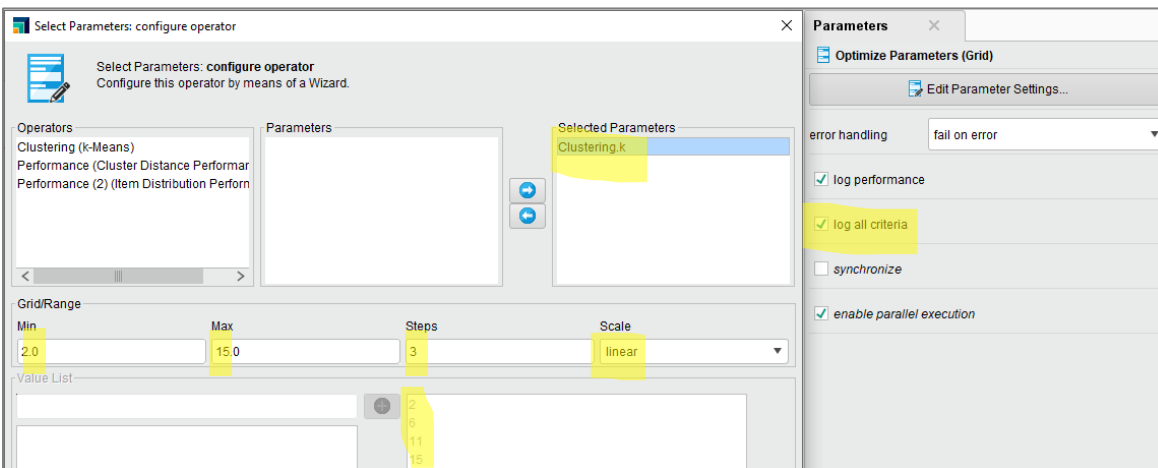 Select Parameters: configure operator
Select Parameters: configure operator
Configure this operator by means of a Wizard.
Operators
Clustering (k-Means)
Performance (Cluster Distance Performar
Performance (2) (Item Distribution Perforn
Parameters
Selected Parameters
Clustering.k
Grid/Range
Min
Max
Steps
Scale
2.0
15.0
3
linear
Value List
2
6
11
15
Parameters
Optimize Parameters (Grid)
Edit Parameter Settings...
error handling
fail on error
log performance
log all criteria
synchronize
enable parallel execution